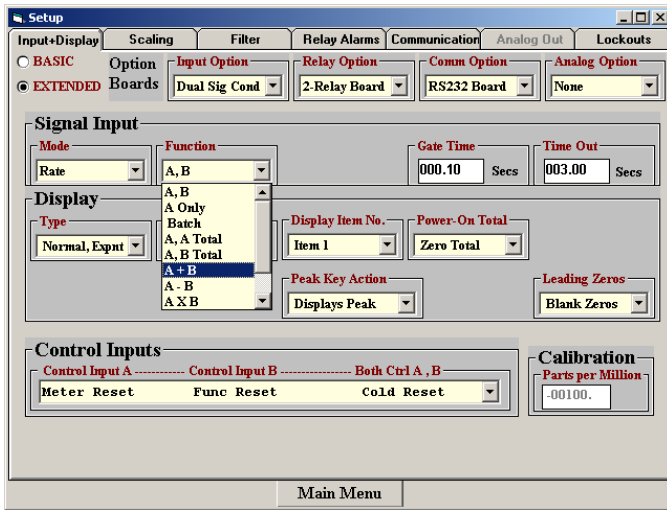 Setup
Input+Display Scaling Filter Relay Alarms Communication Analog Out Lockouts
BASIC
EXTENDED
Option Boards
Input Option Relay Option Comm Option Analog Option
Dual Sig Cond 2-Relay Board RS232 Board None
Signal Input
Mode Function Gate Time Time Out
Rate A, B 000.10 Secs 003.00 Secs
A, B
A Only
Batch
A, A Total
A, B Total
A + B
A - B
A X B
Display
Type Display Item No. Power-On Total
Normal, Expnt Item 1 Zero Total
Peak Key Action Leading Zeros
Displays Peak Blank Zeros
Control Inputs
Control Input A ------------ Control Input B ----------------- Both Ctrl A , B
Meter Reset Func Reset Cold Reset
Calibration
Parts per Million
-00100.
Main Menu